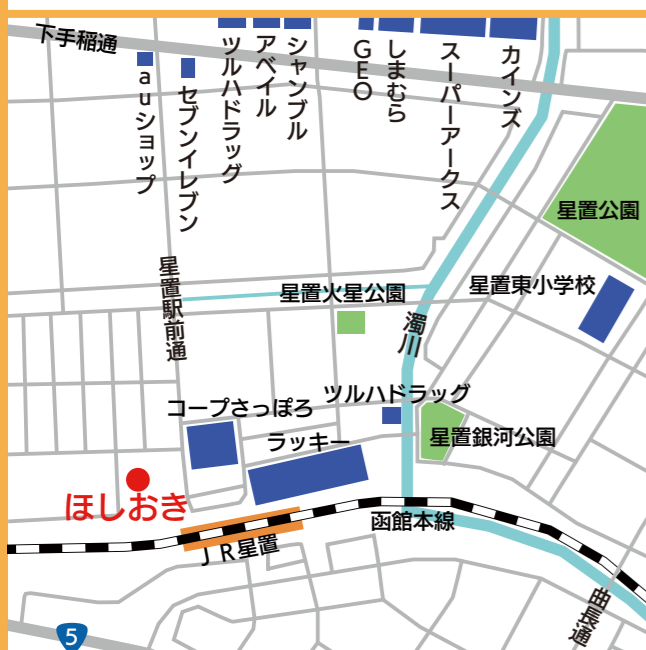 下手稲通
auショップ
セブンイレブン
ツルハドラッグ
アベイル
シャンブル
GEO
しまむら
スーパーアークス
カインズ
星置公園
星置東小学校
星置駅前通
星置火星公園
濁川
コープさっぽろ
ツルハドラッグ
ラッキー
星置銀河公園
ほしおき
JR星置
函館本線
曲長通
5